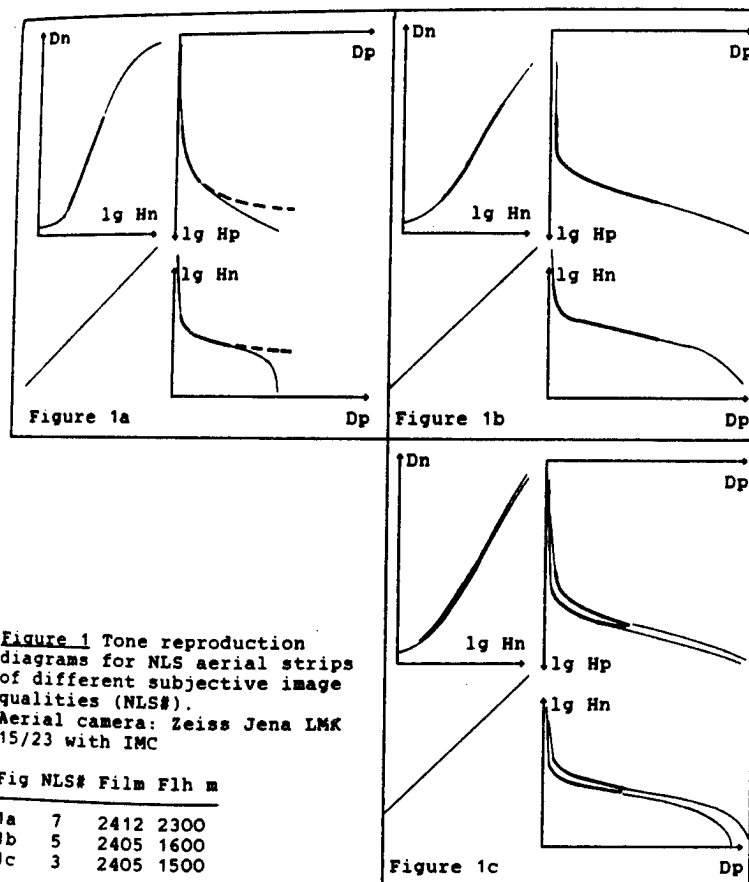 Dn
Dp
lg Hn
lg Hp
lg Hn
Figure 1a
Dp
Dn
Dp
lg Hn
lg Hp
lg Hn
Figure 1b
Dp
Dn
Dp
lg Hn
lg Hp
lg Hn
Figure 1c
Dp
Figure 1 Tone reproduction
diagrams for NLS aerial strips
of different subjective image
qualities (NLS#).
Aerial camera: Zeiss Jena LMK
15/23 with IMC
Fig NLS# Film Flh m
1a 7 2412 2300
1b 5 2405 1600
1c 3 2405 1500